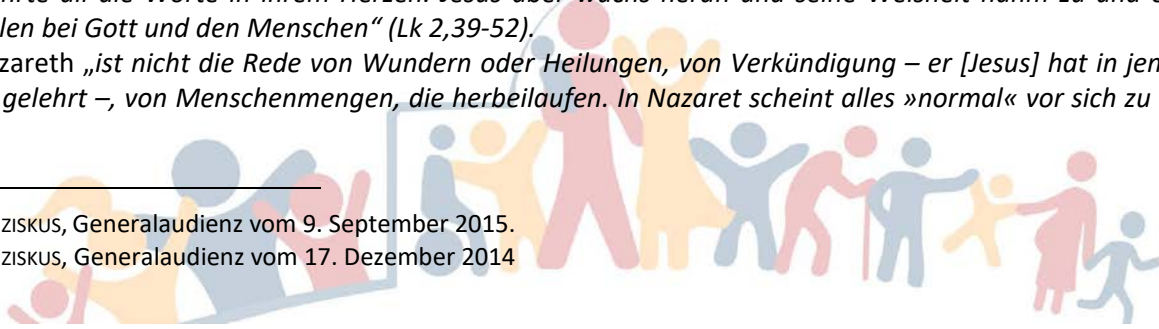 hrte all die Worte in ihrem Herzen. Jesus aber wuchs heran und seine Weisheit nahm zu und
len bei Gott und den Menschen“ (Lk 2,39-52).
zareth „ist nicht die Rede von Wundern oder Heilungen, von Verkündigung – er [Jesus] hat in jen
gelehrt –, von Menschenmengen, die herbeilaufen. In Nazaret scheint alles »normal« vor sich zu
ZISKUS, Generalaudienz vom 9. September 2015.
ZISKUS, Generalaudienz vom 17. Dezember 2014